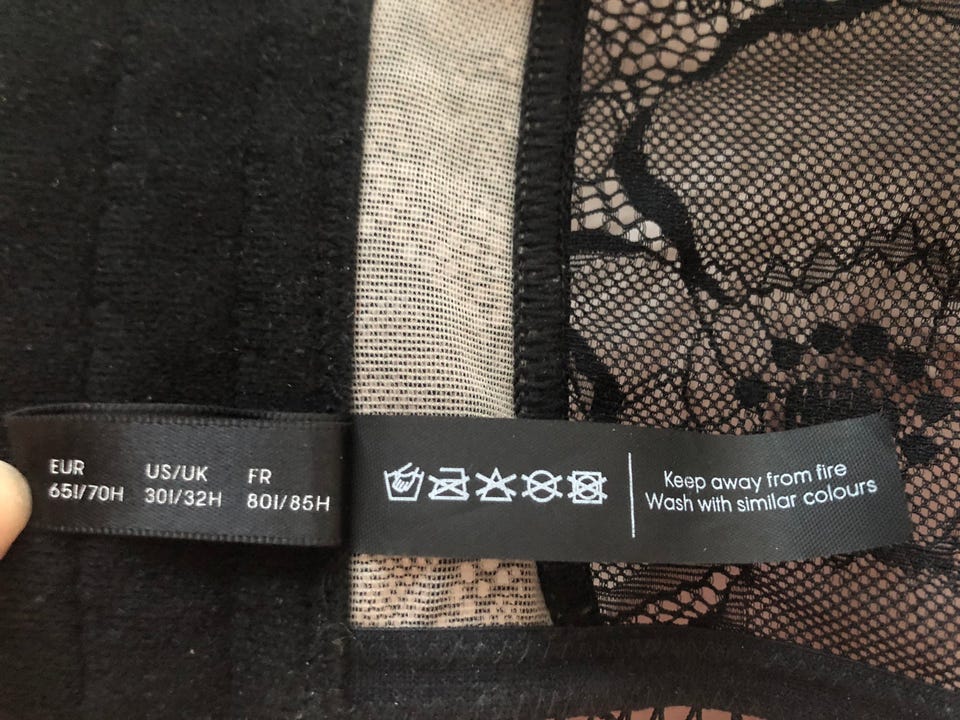 EUR US/UK FR
65I/70H 30I/32H 80I/85H
Keep away from fire
Wash with similar colours